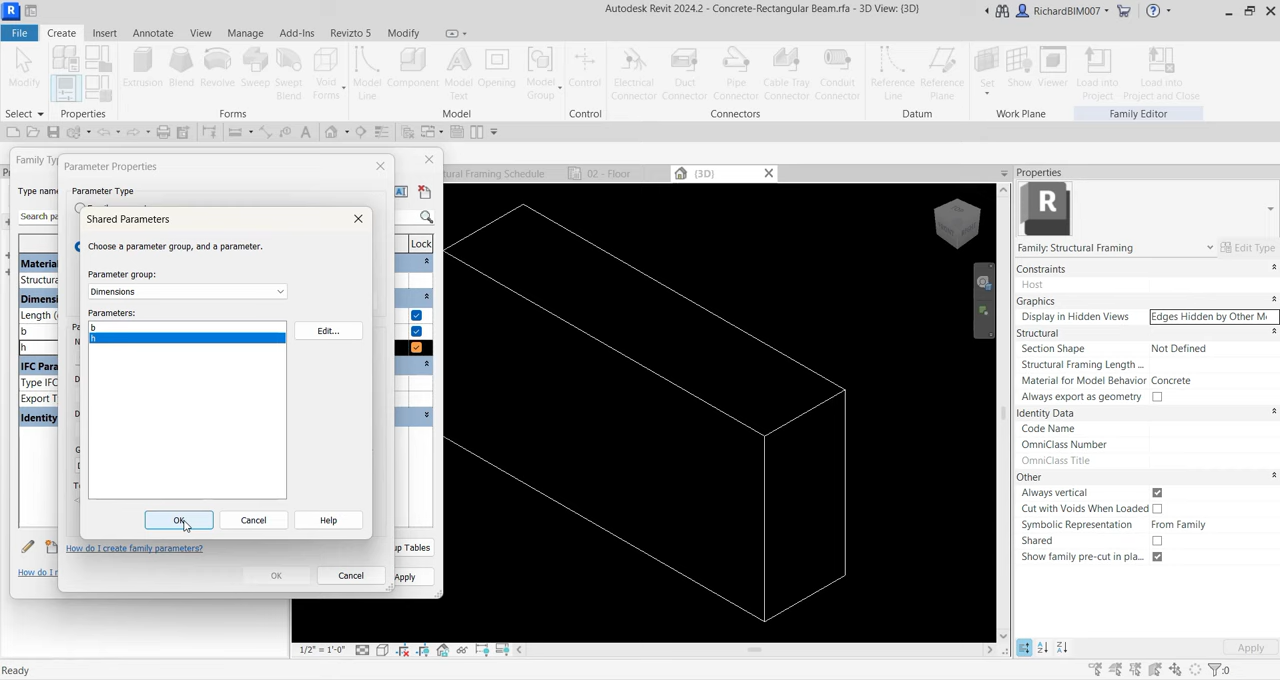 R
Autodesk Revit 2024.2 - Concrete-Rectangular Beam.rfa - 3D View: {3D}
RichardBIM007
File Create Insert Annotate View Manage Add-Ins Revizto 5 Modify
Modify
Extrusion Blend Revolve Sweep Swept Blend Void Forms
Model Line Component Model Text Opening Model Group
Control
Electrical Connector Duct Connector Pipe Connector Cable Tray Connector Conduit Connector
Reference Line Reference Plane
Set Show Viewer
Load into Project Load into Project and Close
Select Properties Forms Model Control Connectors Datum Work Plane Family Editor
Family Ty
Type name
Search pa
Lock
Material
Structura
Dimensio
Length (
b
h
IFC Para
Type IFC
Export T
Identity
How do I
up Tables
Apply
Parameter Properties
Parameter Type
How do I create family parameters?
OK Cancel
Shared Parameters
Choose a parameter group, and a parameter.
Parameter group:
Dimensions
Parameters:
b
h
Edit...
OK Cancel Help
tural Framing Schedule
02 - Floor
{3D}
Properties
R
Family: Structural Framing
Edit Type
Constraints
Host
Graphics
Display in Hidden Views Edges Hidden by Other M
Structural
Section Shape Not Defined
Structural Framing Length ...
Material for Model Behavior Concrete
Always export as geometry
Identity Data
Code Name
OmniClass Number
OmniClass Title
Other
Always vertical
Cut with Voids When Loaded
Symbolic Representation From Family
Shared
Show family pre-cut in pla...
Apply
1/2" = 1'-0"
Ready
:0